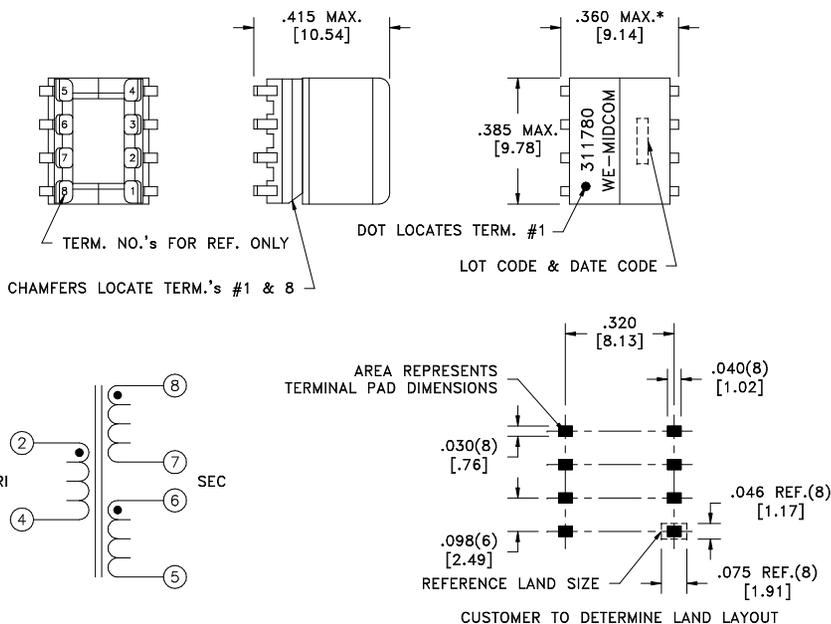 .415 MAX.
[10.54]
.360 MAX.*
[9.14]
5 4
6 3
7 2
8 1
.385 MAX.
[9.78]
311780
WE-MIDCOM
TERM. NO.'s FOR REF. ONLY
DOT LOCATES TERM. #1
LOT CODE & DATE CODE
CHAMFERS LOCATE TERM.'s #1 & 8
.320
[8.13]
AREA REPRESENTS
TERMINAL PAD DIMENSIONS
.040(8)
[1.02]
.030(8)
[.76]
.046 REF.(8)
[1.17]
.098(6)
[2.49]
REFERENCE LAND SIZE
.075 REF.(8)
[1.91]
CUSTOMER TO DETERMINE LAND LAYOUT
8
2
7
RI
SEC
6
4
5